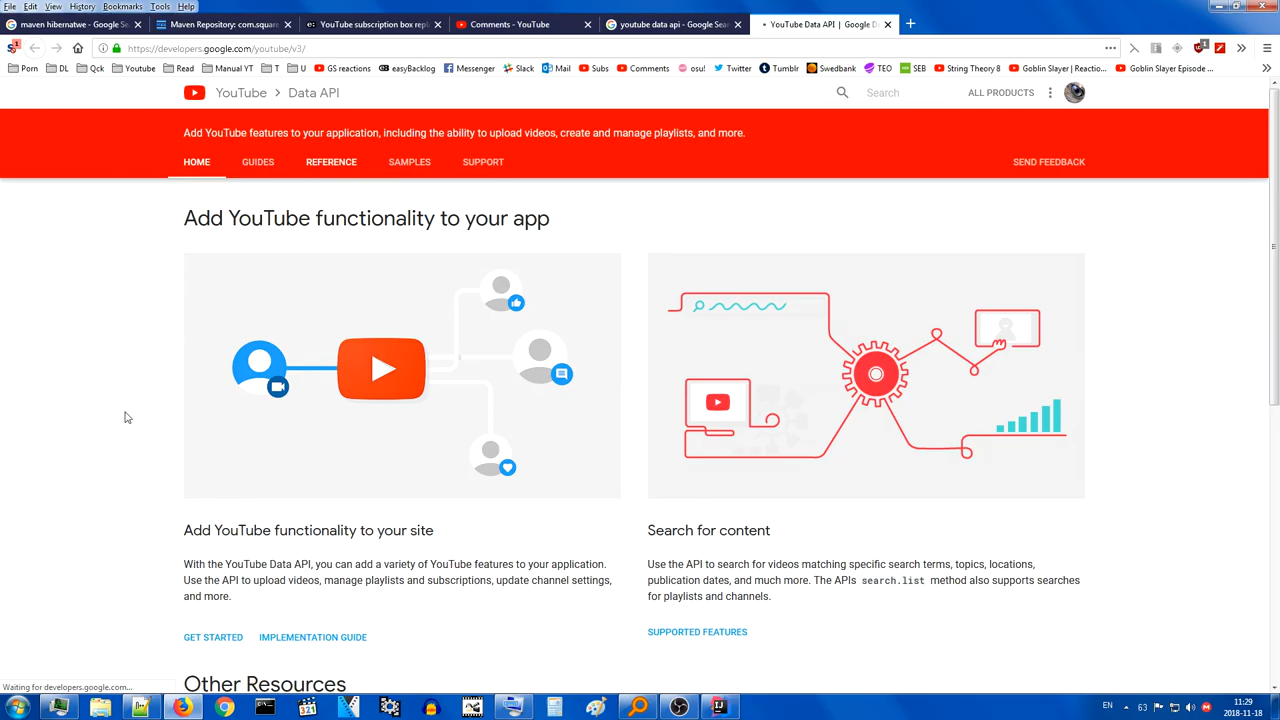 File Edit View History Bookmarks Tools Help
maven hibernatwe - Google Se
Maven Repository: com.square
YouTube subscription box repl
Comments - YouTube
youtube data api - Google Sea
YouTube Data API | Google D
https://developers.google.com/youtube/v3/
Porn DL Qck Youtube Read Manual YT T U GS reactions easyBacklog Messenger Slack Mail Subs Comments osu! Twitter Tumblr Swedbank TEO SEB String Theory 8 Goblin Slayer | Reactio... Goblin Slayer Episode ...
YouTube > Data API
Search
ALL PRODUCTS
Add YouTube features to your application, including the ability to upload videos, create and manage playlists, and more.
HOME GUIDES REFERENCE SAMPLES SUPPORT SEND FEEDBACK
Add YouTube functionality to your app
Add YouTube functionality to your site
With the YouTube Data API, you can add a variety of YouTube features to your application.
Use the API to upload videos, manage playlists and subscriptions, update channel settings,
and more.
GET STARTED IMPLEMENTATION GUIDE
Search for content
Use the API to search for videos matching specific search terms, topics, locations,
publication dates, and much more. The APIs search.list method also supports searches
for playlists and channels.
SUPPORTED FEATURES
Other Resources
Waiting for developers.google.com...
EN 63 11:29
2018-11-18